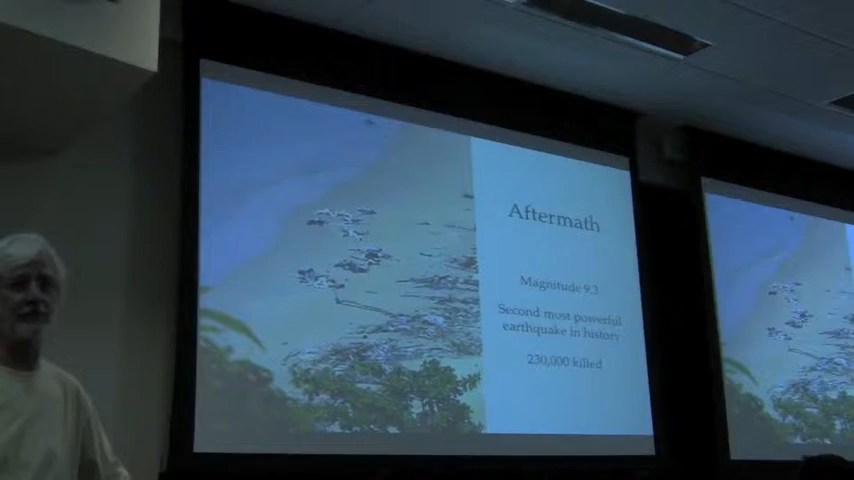 Aftermath
Magnitude 9.3
Second most powerful
earthquake in history
230,000 killed